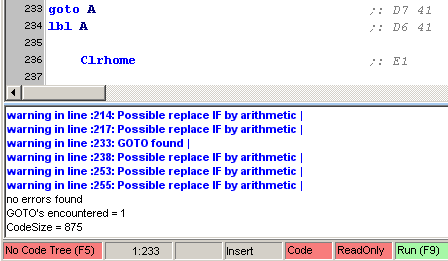 233 goto A ;: D7 41
234 lbl A ;: D6 41
235
236 Clrhome ;: E1
237
warning in line :214: Possible replace IF by arithmetic |
warning in line :217: Possible replace IF by arithmetic |
warning in line :233: GOTO found |
warning in line :238: Possible replace IF by arithmetic |
warning in line :253: Possible replace IF by arithmetic |
warning in line :255: Possible replace IF by arithmetic |
no errors found
GOTO's encountered = 1
CodeSize = 875
No Code Tree (F5) 1:233 Insert Code ReadOnly Run (F9)